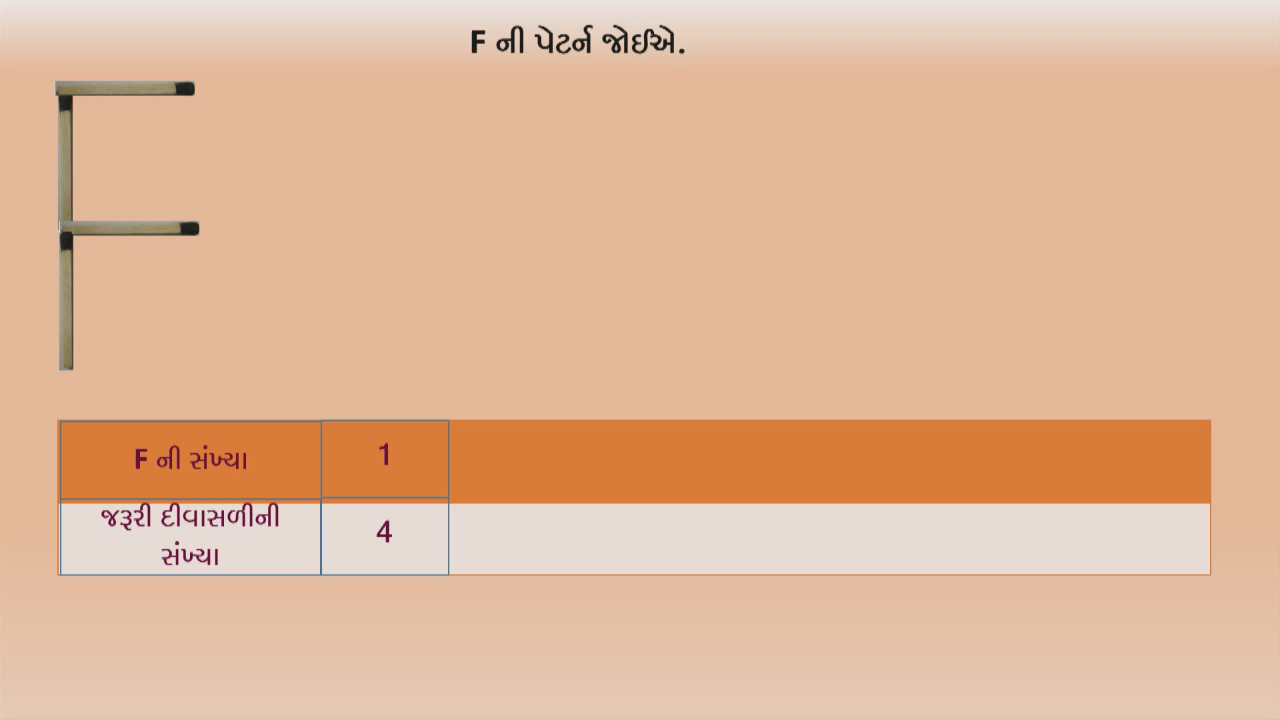 F ની પેટર્ન જોઈએ.
F ની સંખ્યા
1
જરૂરી દીવાસળીની
સંખ્યા
4